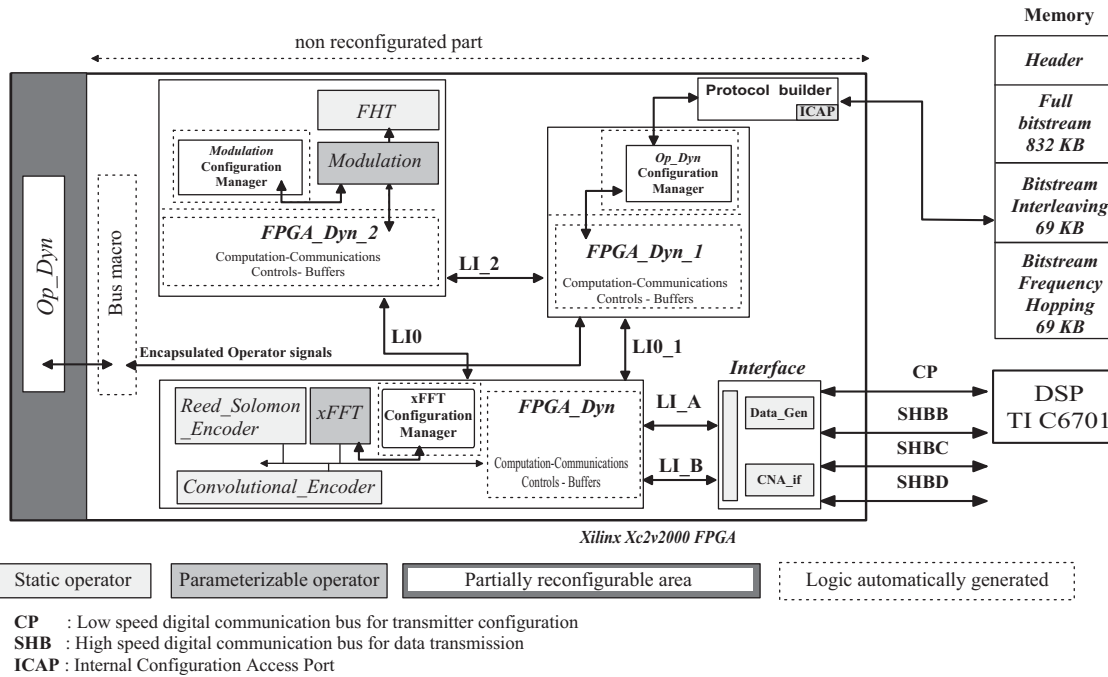 non reconfigurated part
Memory
Header
Full
bitstream
832 KB
Bitstream
Interleaving
69 KB
Bitstream
Frequency
Hopping
69 KB
Protocol builder
ICAP
FHT
Modulation
Configuration
Manager
Modulation
Op_Dyn
Configuration
Manager
FPGA_Dyn_2
Computation-Communications
Controls- Buffers
FPGA_Dyn_1
Computation-Communications
Controls - Buffers
LI_2
Op_Dyn
Bus macro
LI0
LI0_1
Encapsulated Operator signals
Reed_Solomon
_Encoder
xFFT
xFFT
Configuration
Manager
Convolutional_Encoder
FPGA_Dyn
Computation-Communications
Controls - Buffers
LI_A
LI_B
Interface
Data_Gen
CNA_if
CP
SHBB
SHBC
SHBD
DSP
TI C6701
Xilinx Xc2v2000 FPGA
Static operator
Parameterizable operator
Partially reconfigurable area
Logic automatically generated
CP : Low speed digital communication bus for transmitter configuration
SHB : High speed digital communication bus for data transmission
ICAP : Internal Configuration Access Port